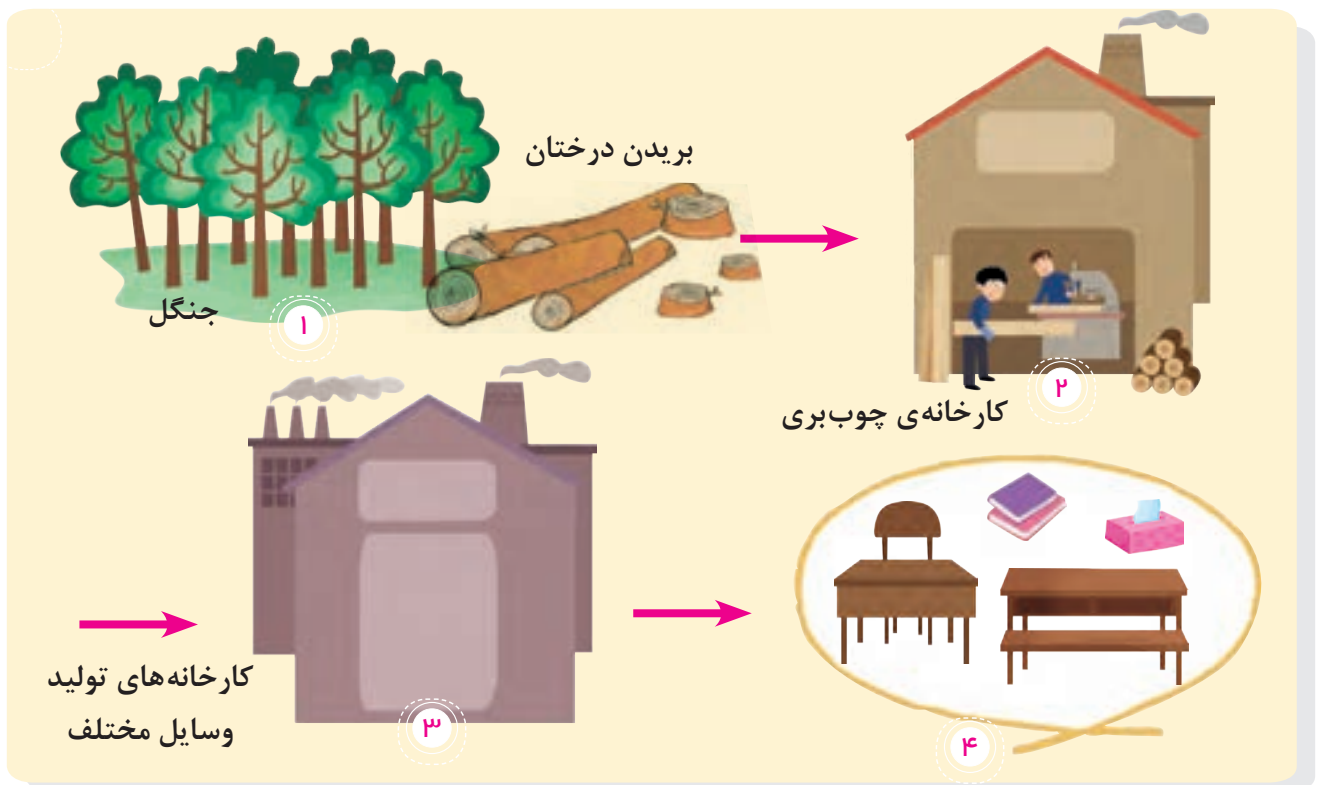 بریدن درختان
جنگل
۱
۲
کارخانه‌ی چوب‌بری
کارخانه‌های تولید
وسایل مختلف
۳
۴